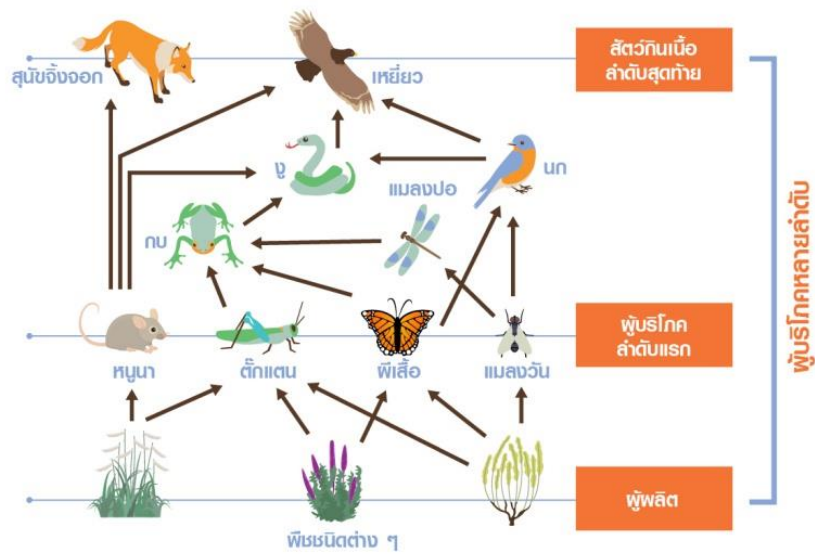 สุนัขจิ้งจอก
เหยี่ยว
สัตว์กินเนื้อ
ลำดับสุดท้าย
งู
แมลงปอ
นก
กบ
ผู้บริโภคหลายลำดับ
ผู้บริโภค
ลำดับแรก
หนูนา
ตั๊กแตน
ผีเสื้อ
แมลงวัน
ผู้ผลิต
พืชชนิดต่าง ๆ